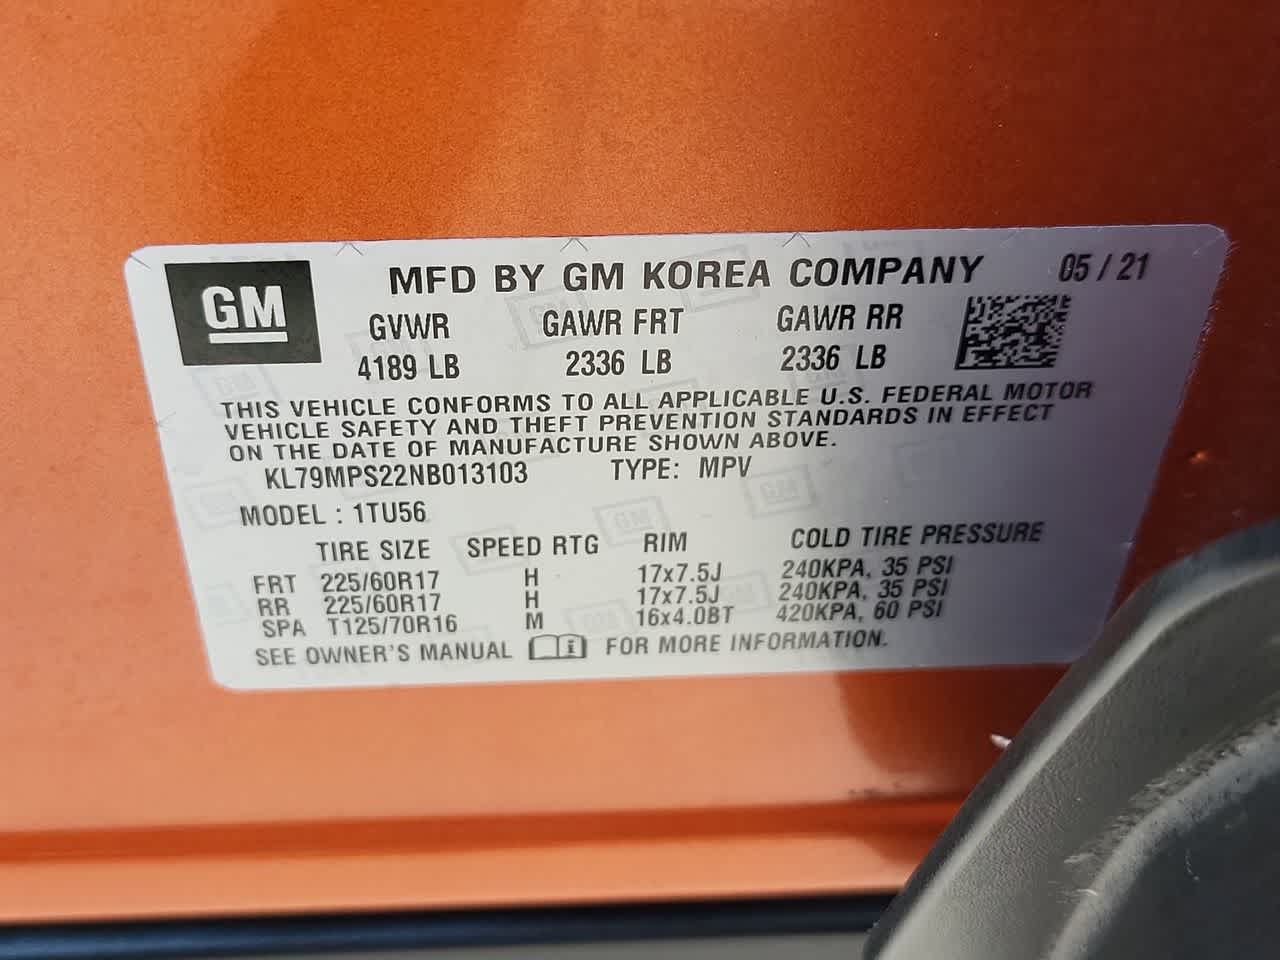 GM
MFD BY GM KOREA COMPANY 05 / 21
GVWR GAWR FRT GAWR RR
4189 LB 2336 LB 2336 LB
THIS VEHICLE CONFORMS TO ALL APPLICABLE U.S. FEDERAL MOTOR
VEHICLE SAFETY AND THEFT PREVENTION STANDARDS IN EFFECT
ON THE DATE OF MANUFACTURE SHOWN ABOVE.
KL79MPS22NB013103 TYPE: MPV
MODEL : 1TU56
TIRE SIZE SPEED RTG RIM COLD TIRE PRESSURE
FRT 225/60R17 H 17x7.5J 240KPA, 35 PSI
RR 225/60R17 H 17x7.5J 240KPA, 35 PSI
SPA T125/70R16 M 16x4.0BT 420KPA, 60 PSI
SEE OWNER'S MANUAL FOR MORE INFORMATION.